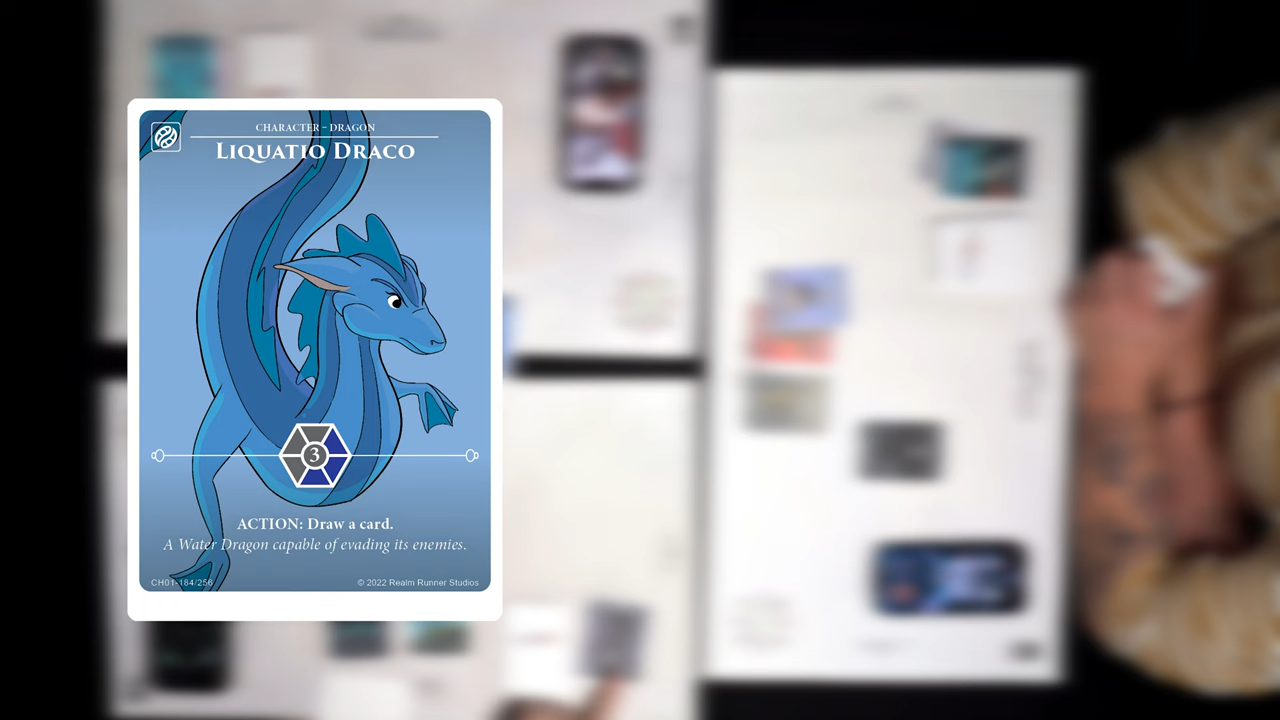 CHARACTER – DRAGON
LIQUATIO DRACO
3
ACTION: Draw a card.
A Water Dragon capable of evading its enemies.
CH01-184/256 © 2022 Realm Runner Studios